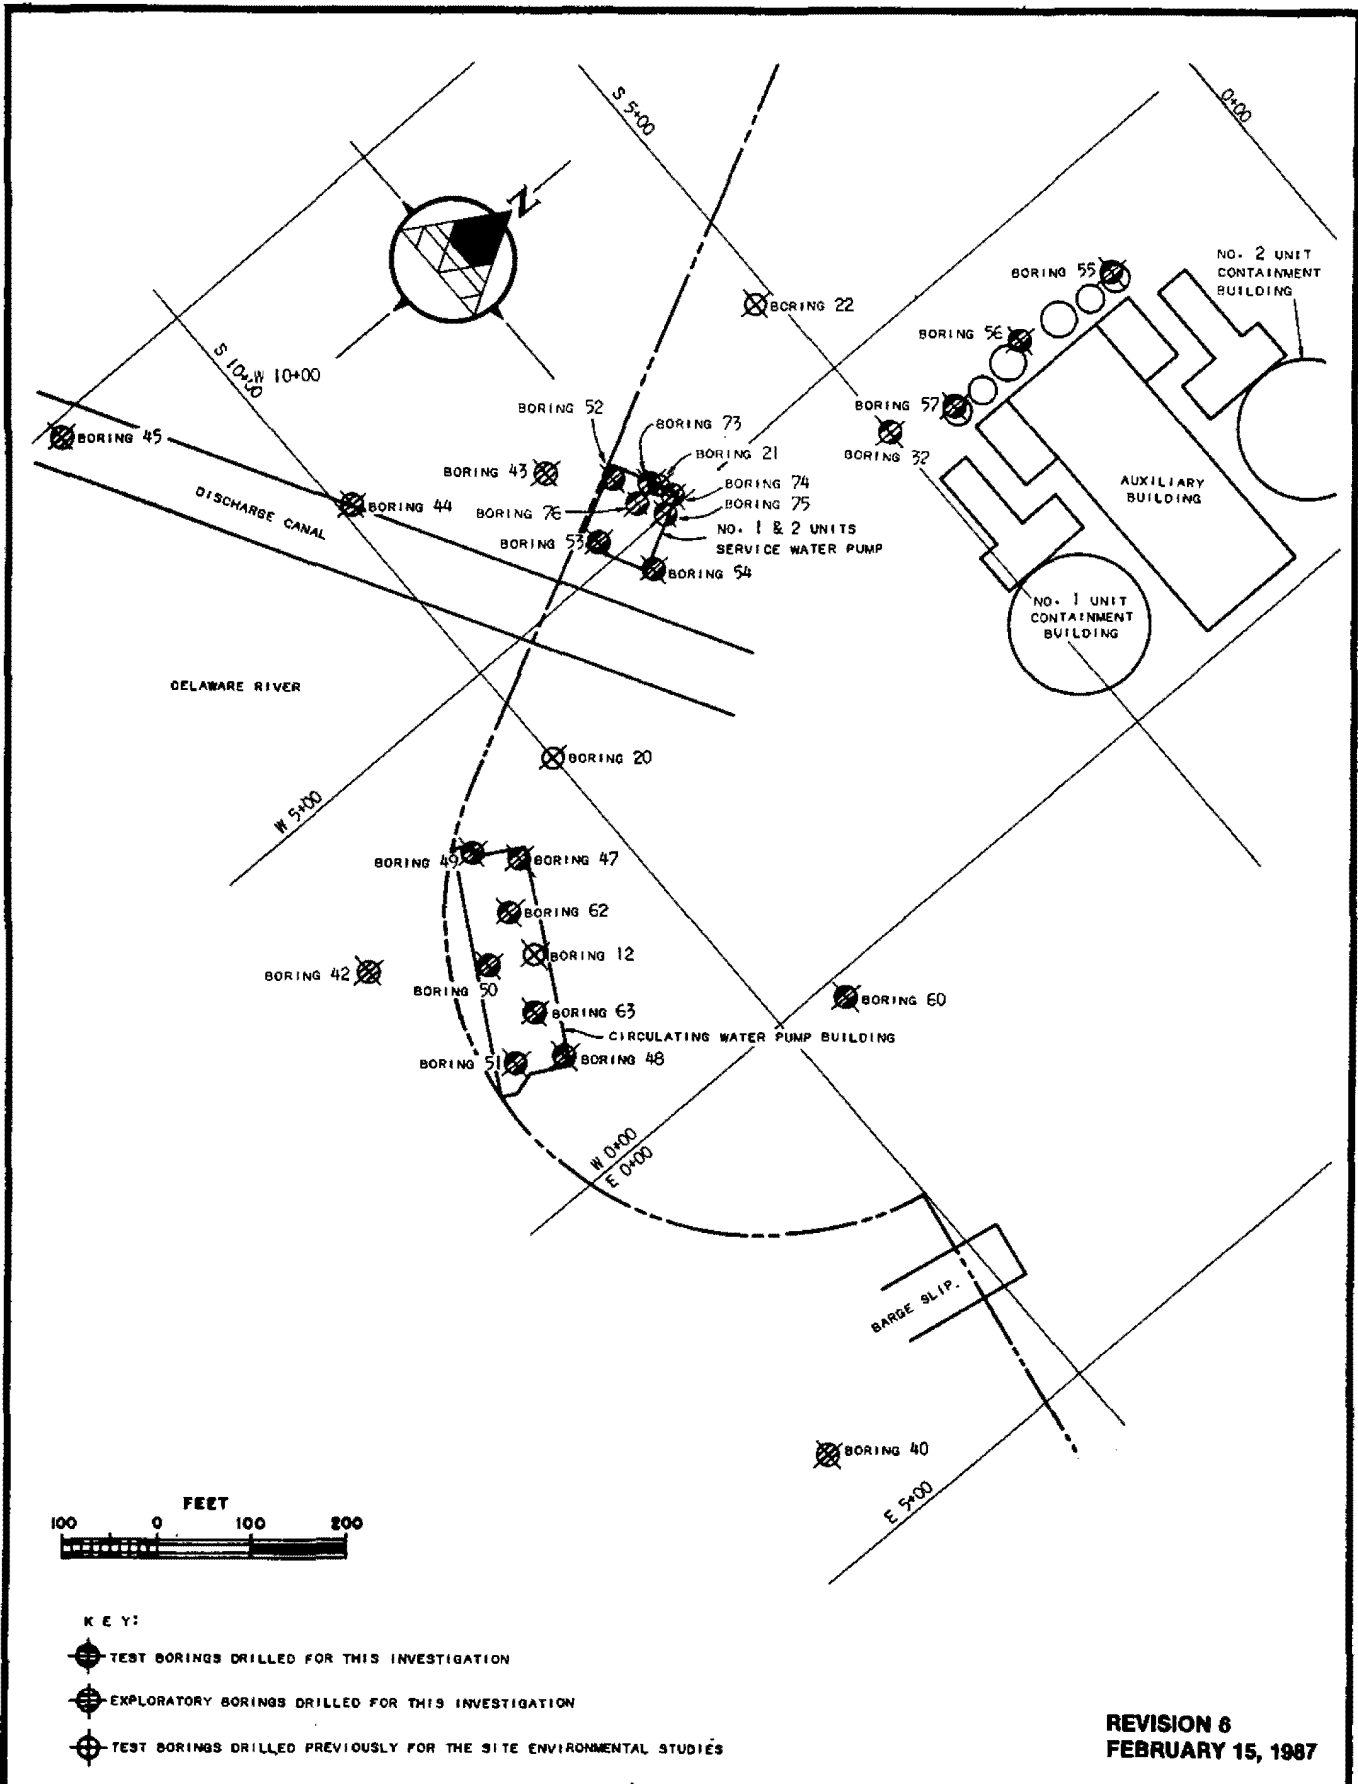 S 5+00
0+00
N
NO. 2 UNIT
CONTAINMENT
BUILDING
BORING 55
BORING 22
BORING 56
S 10+00
W 10+00
BORING 52
BORING 57
BORING 73
BORING 45
BORING 21
BORING 32
BORING 43
BORING 74
AUXILIARY
BUILDING
DISCHARGE CANAL
BORING 44
BORING 76
BORING 75
NO. 1 & 2 UNITS
SERVICE WATER PUMP
BORING 53
BORING 54
NO. 1 UNIT
CONTAINMENT
BUILDING
DELAWARE RIVER
BORING 20
W 5+00
BORING 49
BORING 47
BORING 62
BORING 12
BORING 42
BORING 50
BORING 60
BORING 63
CIRCULATING WATER PUMP BUILDING
BORING 51
BORING 48
W 0+00
E 0+00
BARGE SLIP.
BORING 40
E 5+00
FEET
100 0 100 200
KEY:
TEST BORINGS DRILLED FOR THIS INVESTIGATION
EXPLORATORY BORINGS DRILLED FOR THIS INVESTIGATION
TEST BORINGS DRILLED PREVIOUSLY FOR THE SITE ENVIRONMENTAL STUDIES
REVISION 6
FEBRUARY 15, 1987